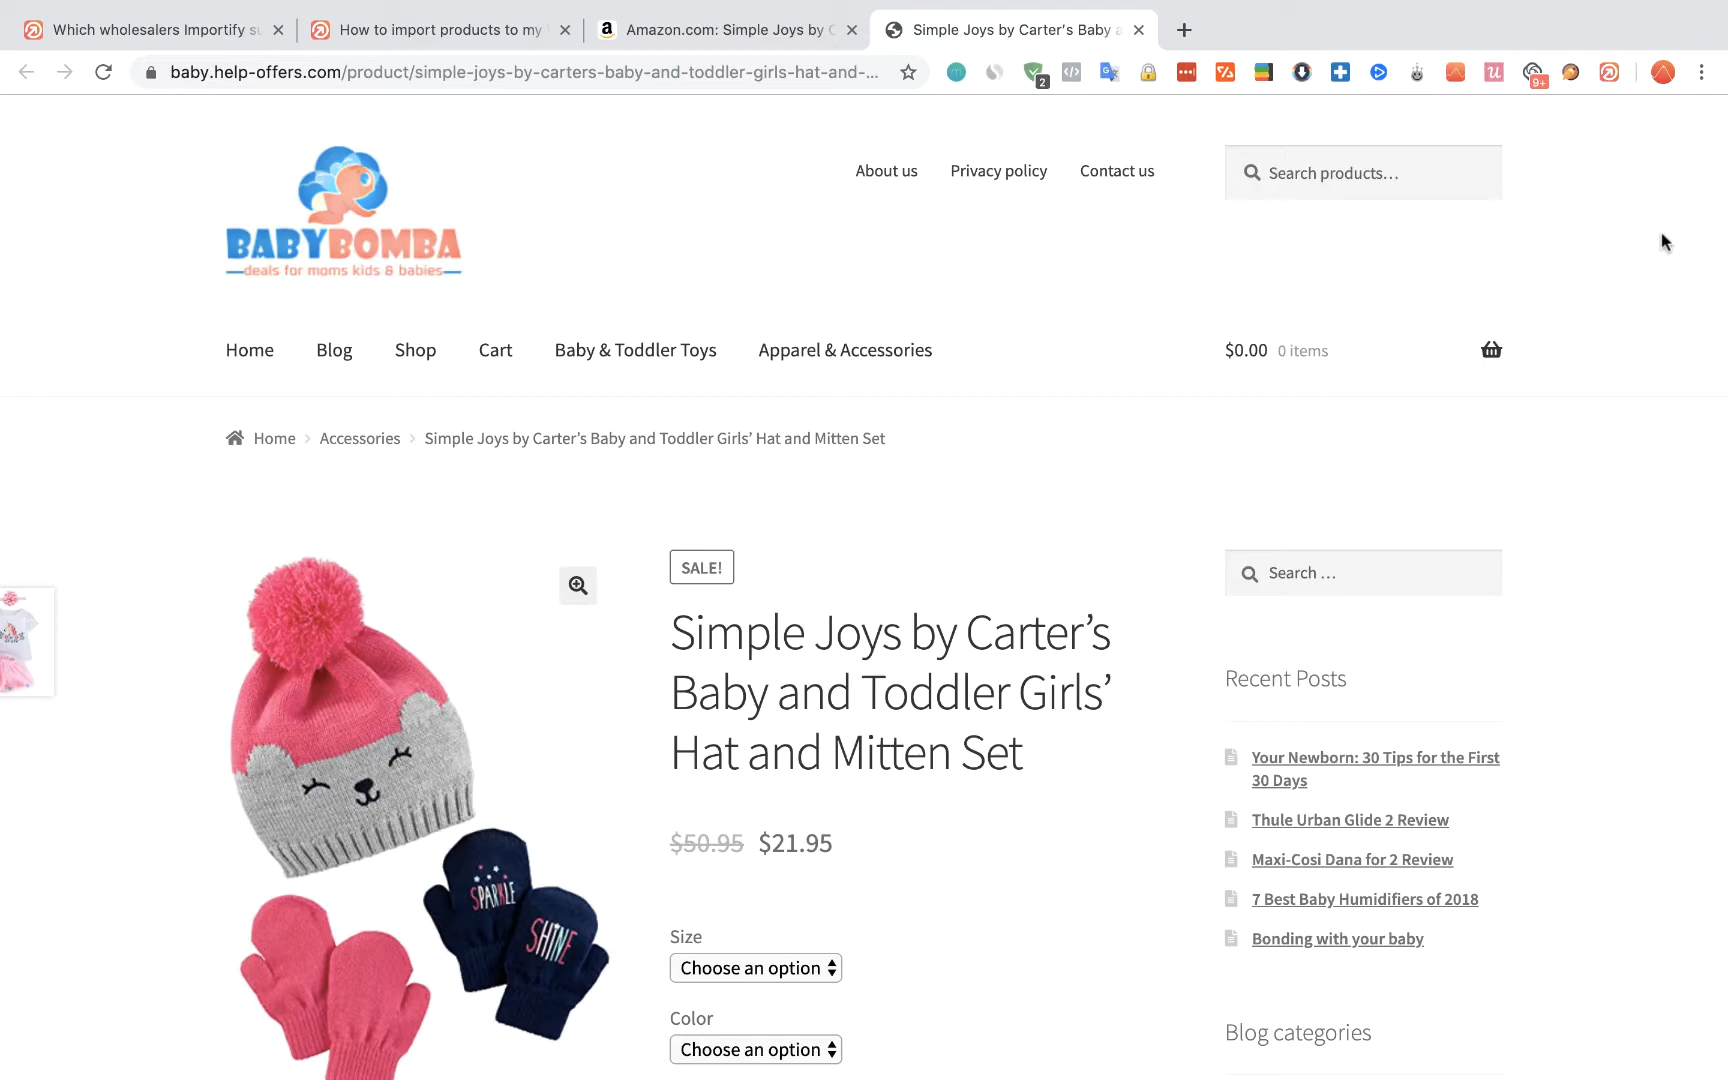 Which wholesalers Importify su
How to import products to my
a
Amazon.com: Simple Joys by C
Simple Joys by Carter's Baby a
baby.help-offers.com/product/simple-joys-by-carters-baby-and-toddler-girls-hat-and-...
2
9+
BABYBOMBA
deals for moms kids & babies
About us
Privacy policy
Contact us
Search products…
Home
Blog
Shop
Cart
Baby & Toddler Toys
Apparel & Accessories
$0.00 0 items
Home > Accessories > Simple Joys by Carter’s Baby and Toddler Girls’ Hat and Mitten Set
SPARKLE
SHINE
SALE!
Simple Joys by Carter’s
Baby and Toddler Girls’
Hat and Mitten Set
$50.95 $21.95
Size
Choose an option
Color
Choose an option
Search …
Recent Posts
Your Newborn: 30 Tips for the First
30 Days
Thule Urban Glide 2 Review
Maxi-Cosi Dana for 2 Review
7 Best Baby Humidifiers of 2018
Bonding with your baby
Blog categories